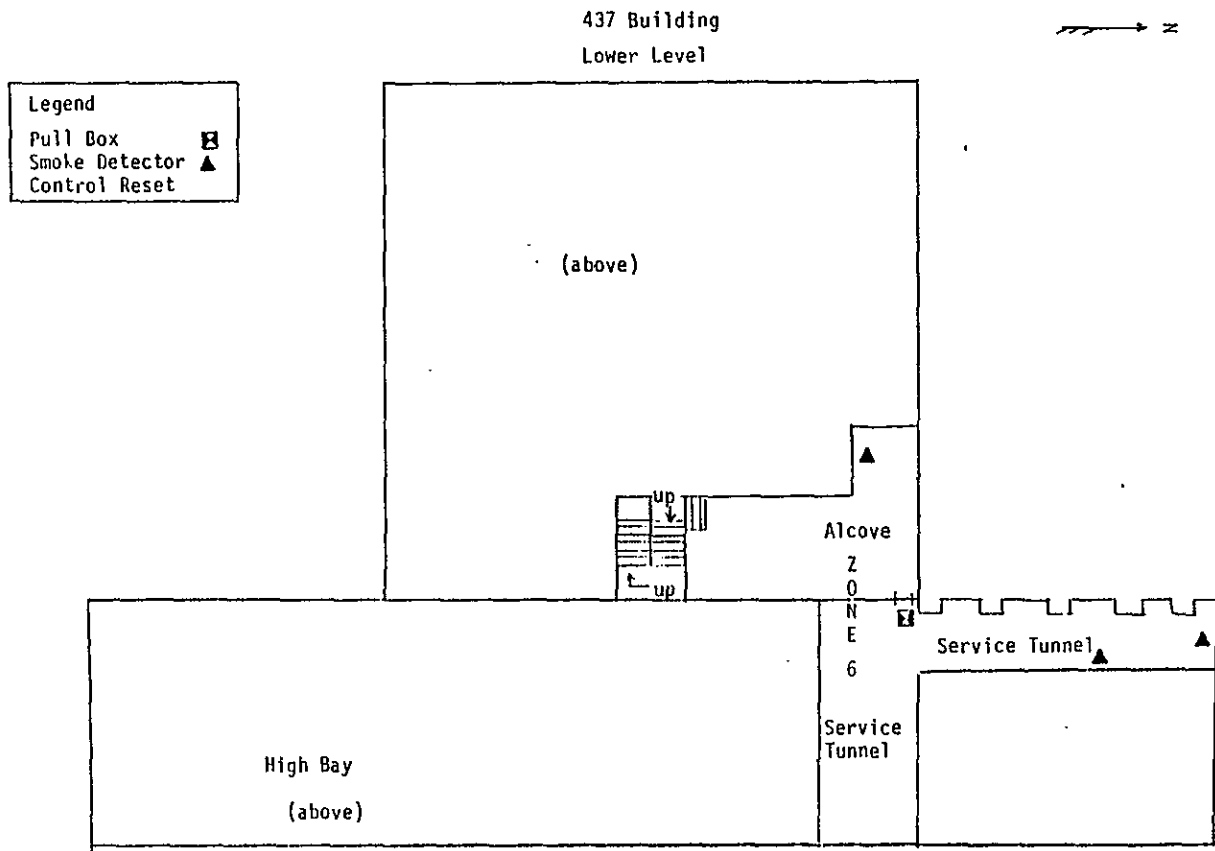 437 Building
Lower Level
N
Legend
Pull Box
Smoke Detector
Control Reset
(above)
up
up
Alcove
ZONE 6
Service Tunnel
Service
Tunnel
High Bay
(above)